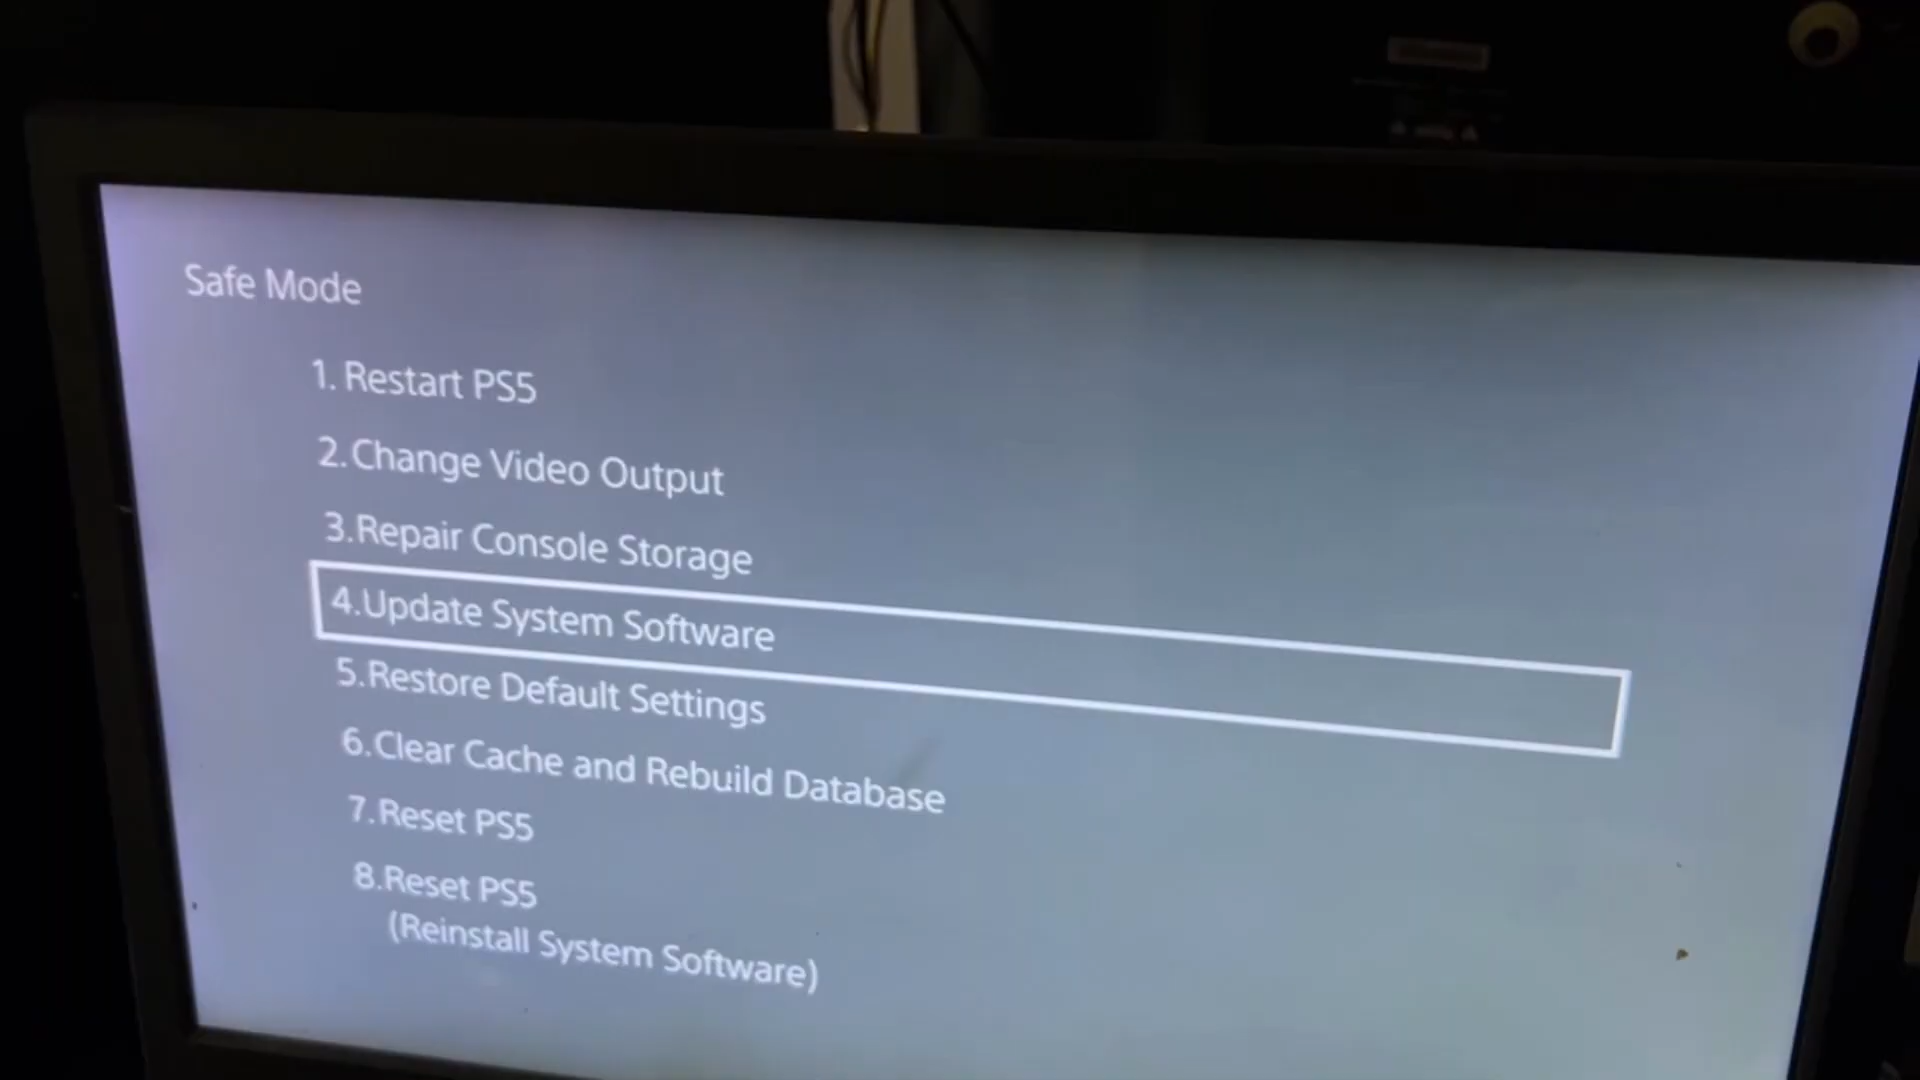 Safe Mode
1. Restart PS5
2.Change Video Output
3.Repair Console Storage
4.Update System Software
5.Restore Default Settings
6.Clear Cache and Rebuild Database
7.Reset PS5
8.Reset PS5
(Reinstall System Software)